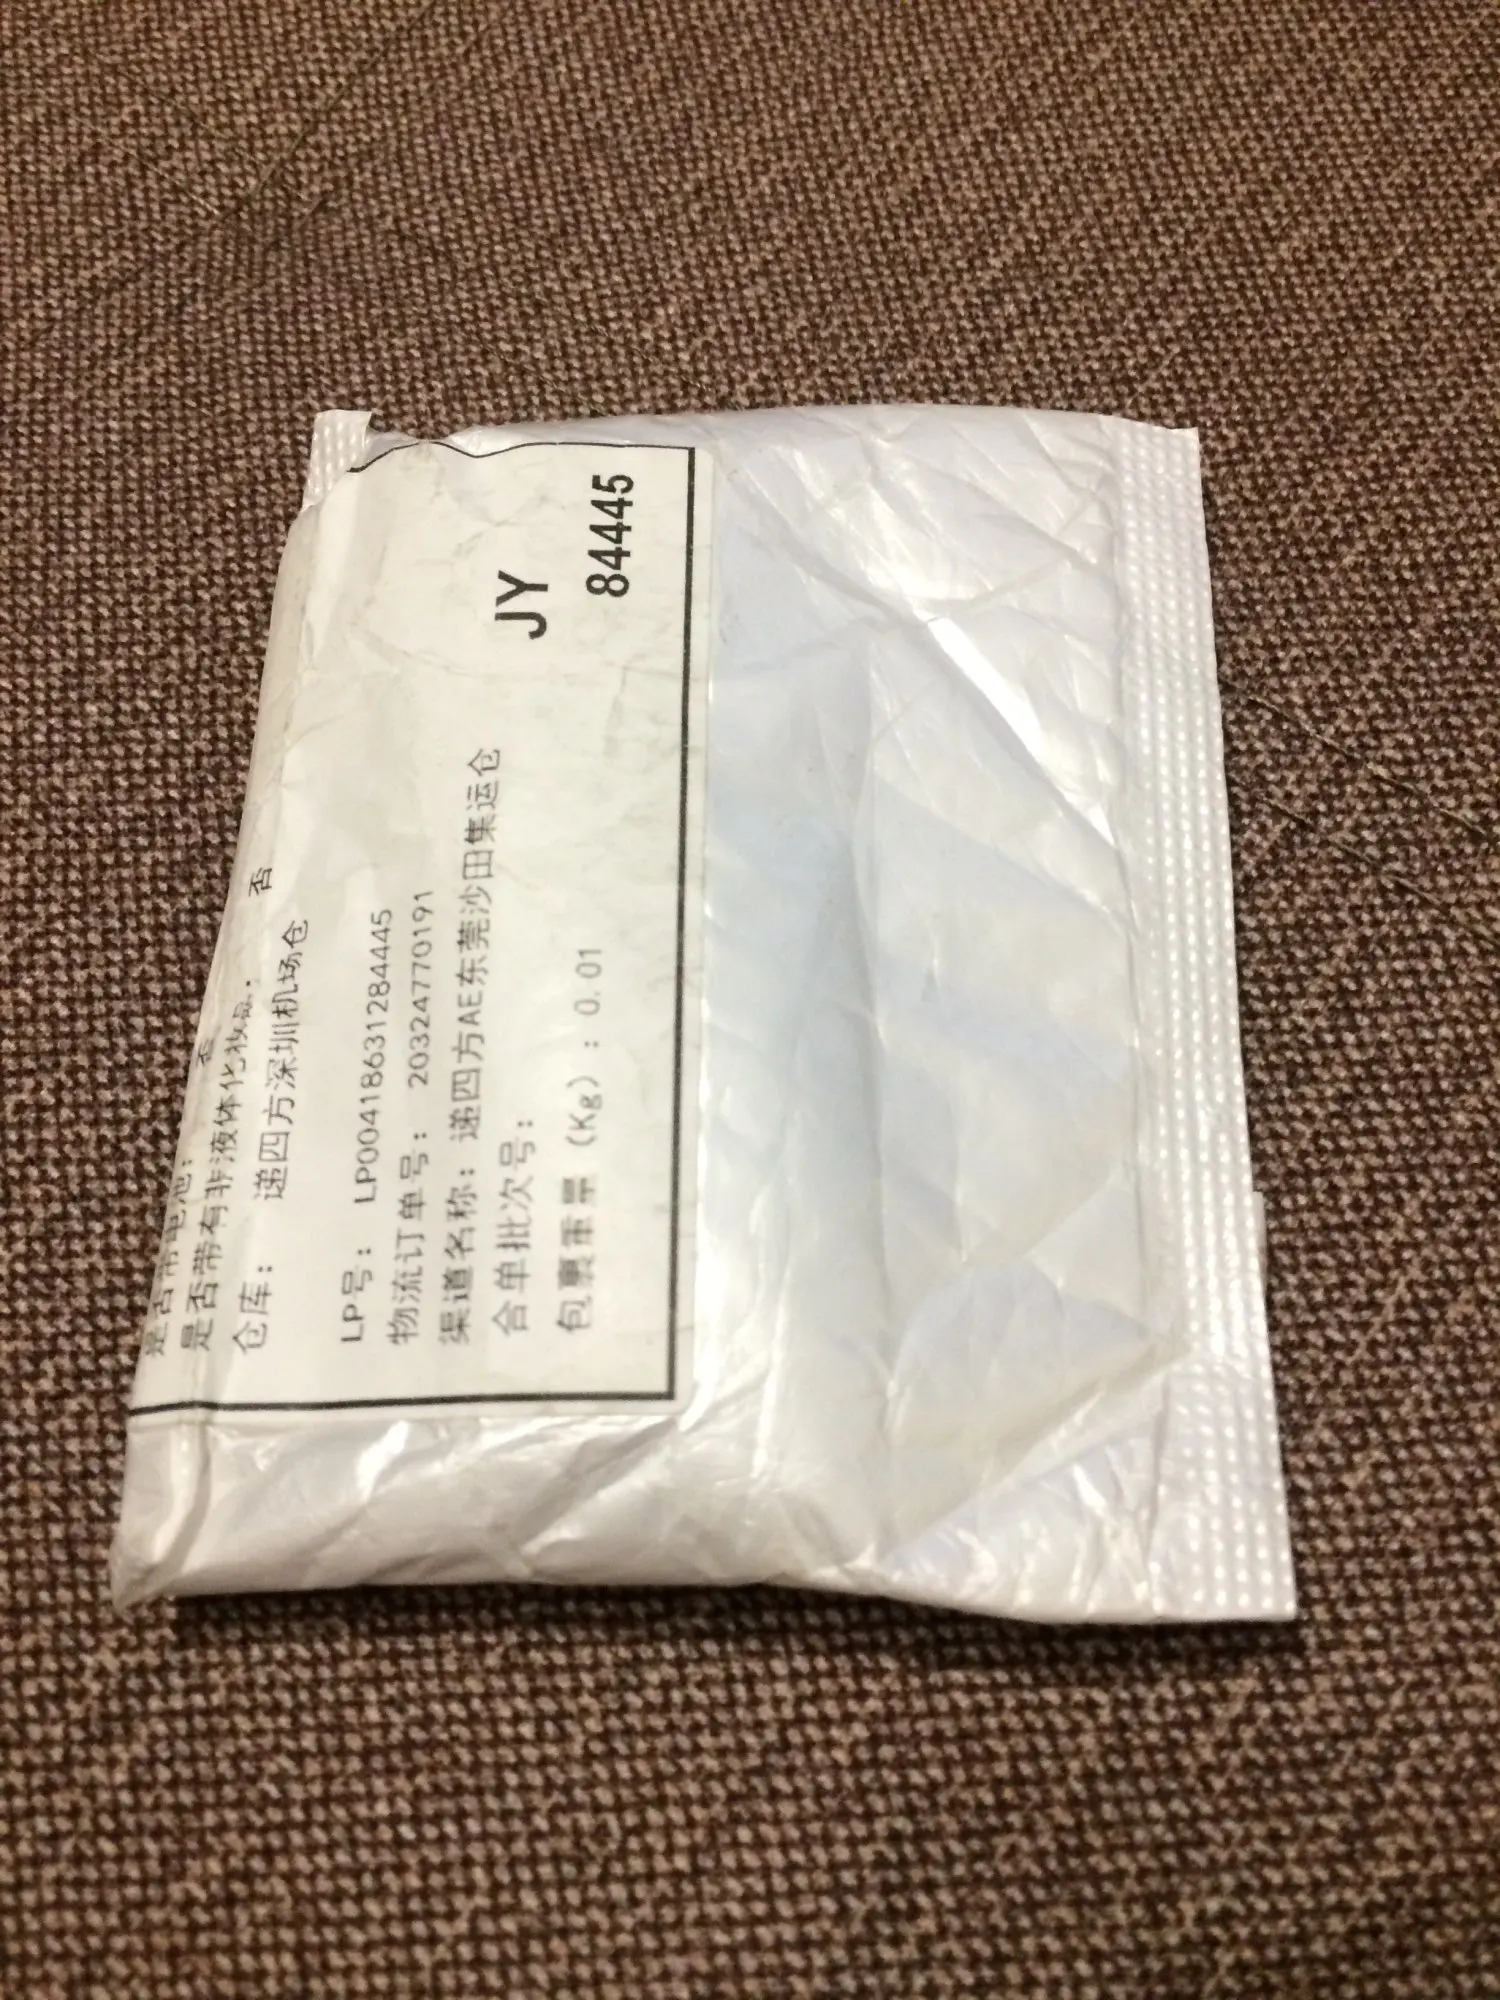 是否带电池： 否
是否带有非液体化妆品： 否
仓库： 递四方深圳机场仓
LP号： LP00418631284445
物流订单号： 20324770191
渠道名称： 递四方AE东莞沙田集运仓
合单批次号：
包裹重量（Kg）： 0.01
JY
84445